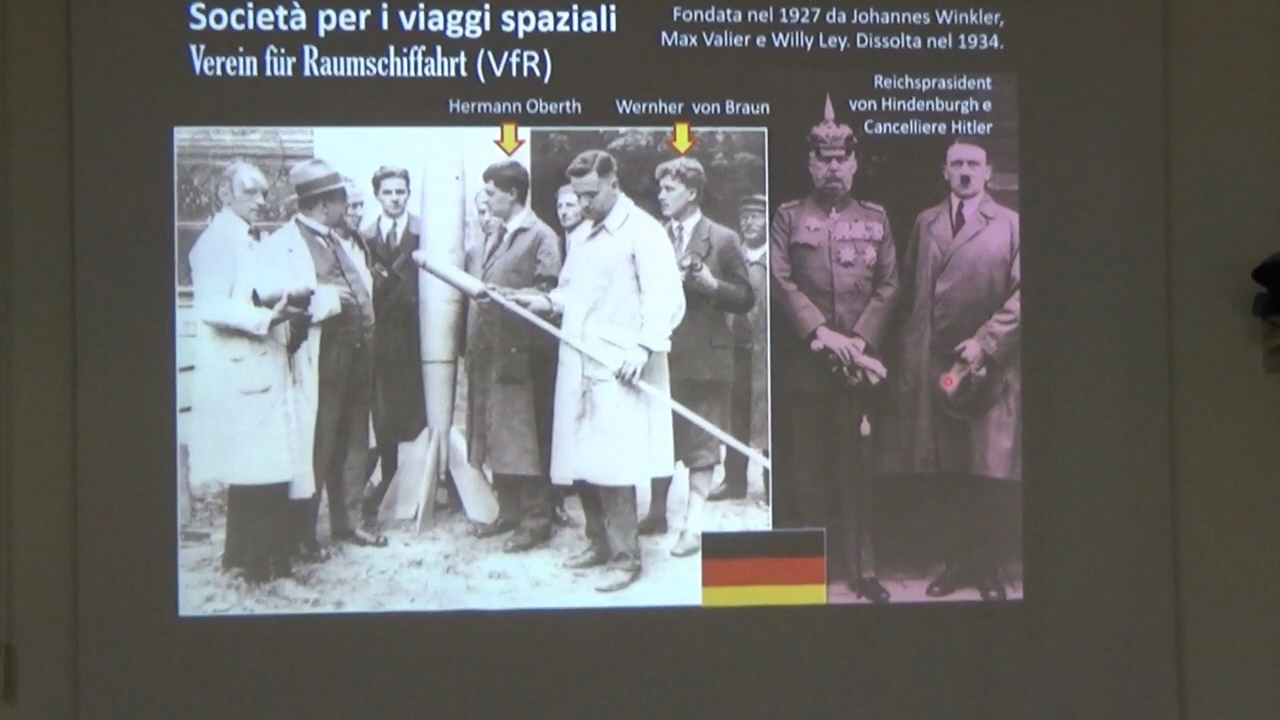 Società per i viaggi spaziali
Verein für Raumschiffahrt (VfR)
Fondata nel 1927 da Johannes Winkler,
Max Valier e Willy Ley. Dissolta nel 1934.
Hermann Oberth
Wernher von Braun
Reichsprasident
von Hindenburgh e
Cancelliere Hitler